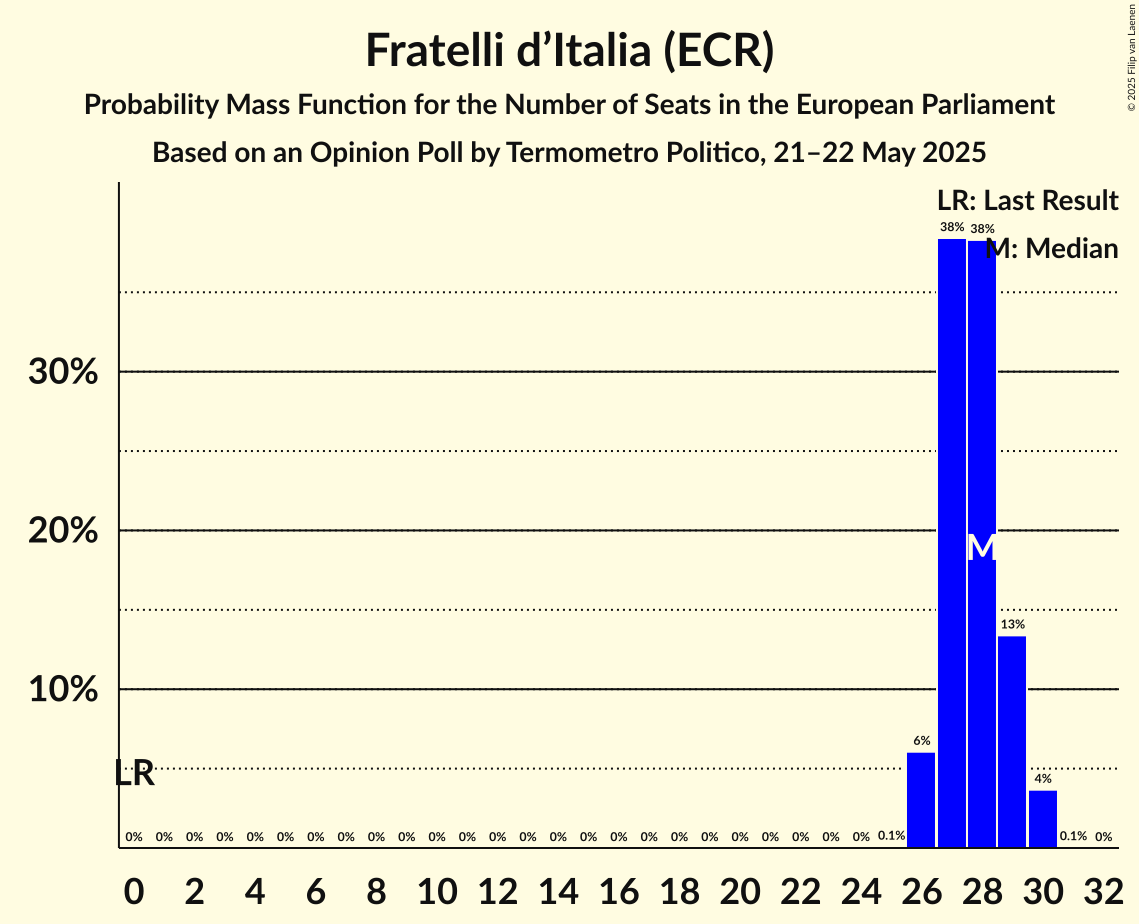 Fratelli d’Italia (ECR)
Probability Mass Function for the Number of Seats in the European Parliament
Based on an Opinion Poll by Termometro Politico, 21–22 May 2025
© 2025 Filip van Laenen
LR: Last Result
38% 38%
M: Median
30%
20%
M
13%
10%
6%
LR
4%
0% 0% 0% 0% 0% 0% 0% 0% 0% 0% 0% 0% 0% 0% 0% 0% 0% 0% 0% 0% 0% 0% 0% 0% 0% 0.1% 0.1% 0%
0 2 4 6 8 10 12 14 16 18 20 22 24 26 28 30 32